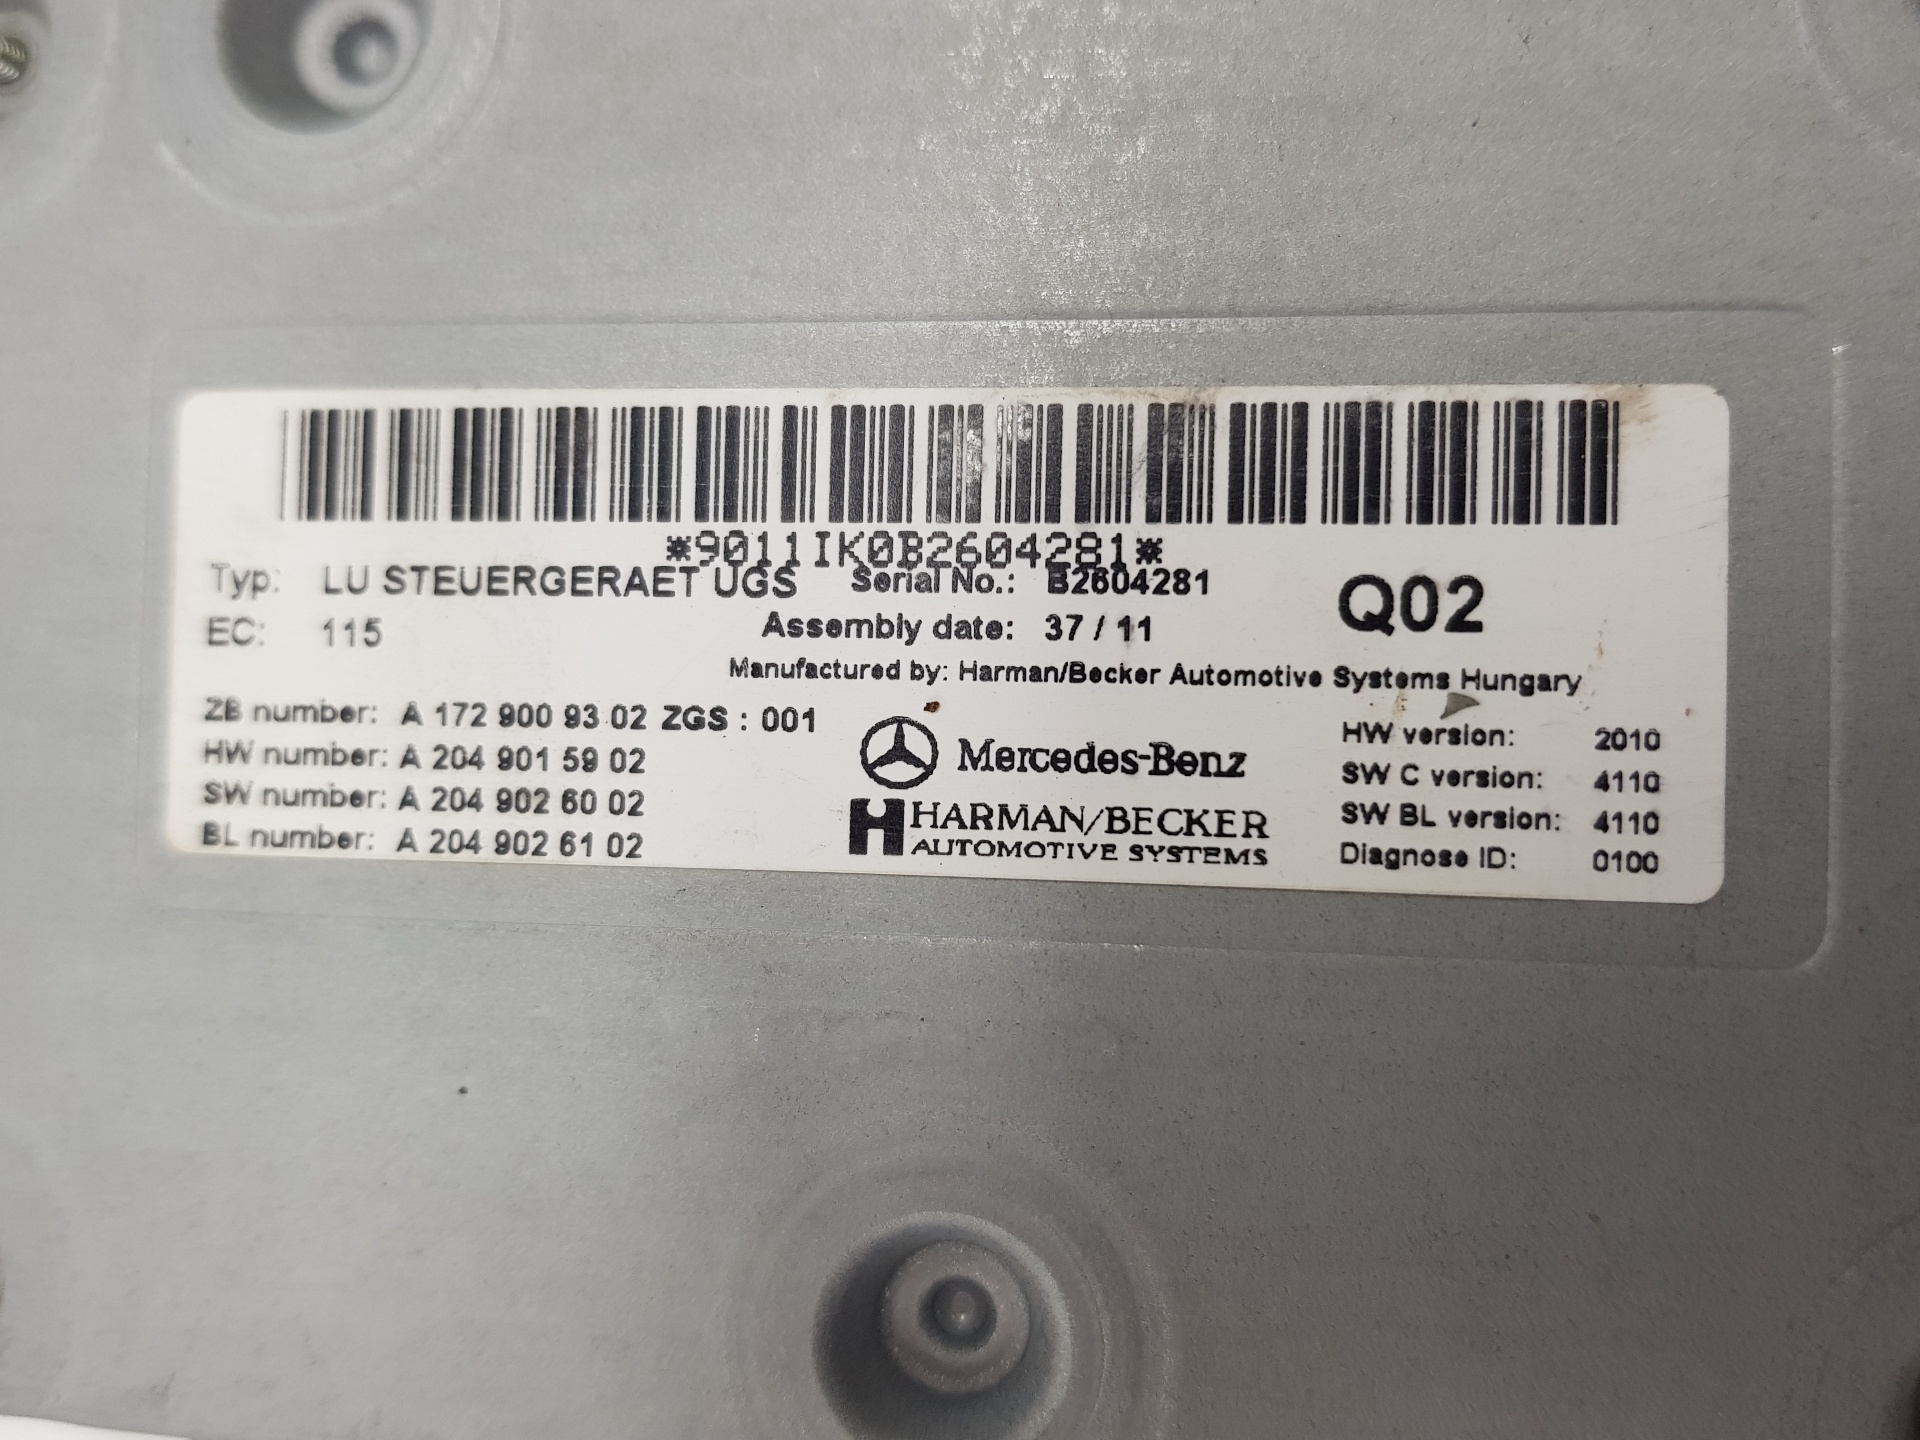 *9011IK0B2604281*
Typ: LU STEUERGERAET UGS Serial No.: B2604281
Q02
EC: 115 Assembly date: 37 / 11
Manufactured by: Harman/Becker Automotive Systems Hungary
ZB number: A 172 900 93 02 ZGS : 001
HW number: A 204 901 59 02
SW number: A 204 902 60 02
BL number: A 204 902 61 02
Mercedes-Benz
HARMAN/BECKER
AUTOMOTIVE SYSTEMS
HW version: 2010
SW C version: 4110
SW BL version: 4110
Diagnose ID: 0100